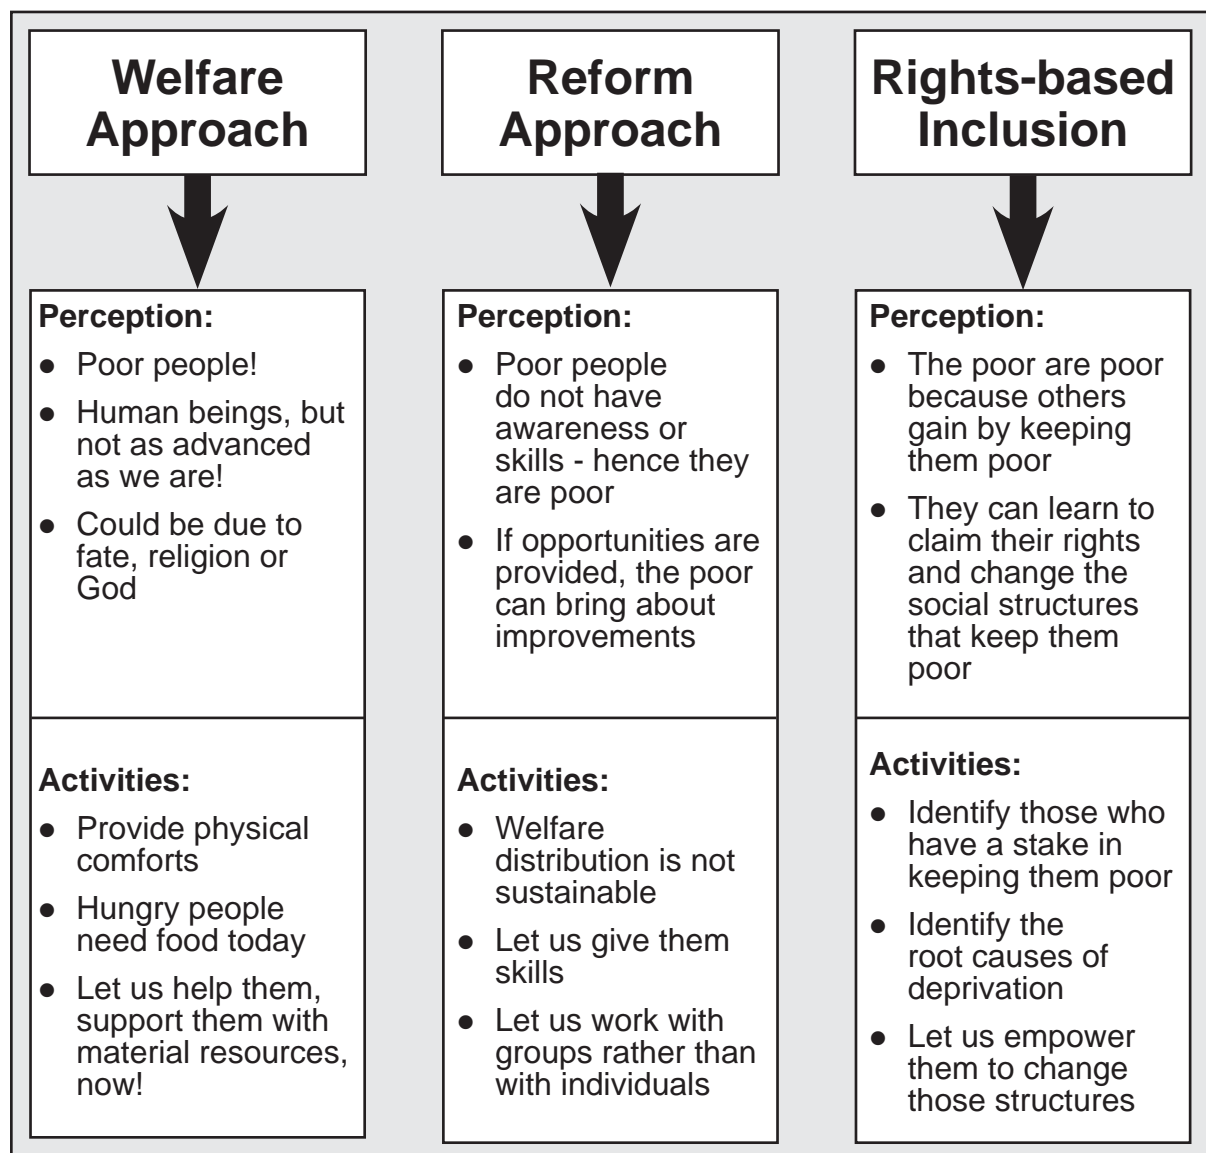 Welfare
Approach
Perception:
● Poor people!
● Human beings, but
not as advanced
as we are!
● Could be due to
fate, religion or
God
Activities:
● Provide physical
comforts
● Hungry people
need food today
● Let us help them,
support them with
material resources,
now!
Reform
Approach
Perception:
● Poor people
do not have
awareness or
skills - hence they
are poor
● If opportunities are
provided, the poor
can bring about
improvements
Activities:
● Welfare
distribution is not
sustainable
● Let us give them
skills
● Let us work with
groups rather than
with individuals
Rights-based
Inclusion
Perception:
● The poor are poor
because others
gain by keeping
them poor
● They can learn to
claim their rights
and change the
social structures
that keep them
poor
Activities:
● Identify those who
have a stake in
keeping them poor
● Identify the
root causes of
deprivation
● Let us empower
them to change
those structures